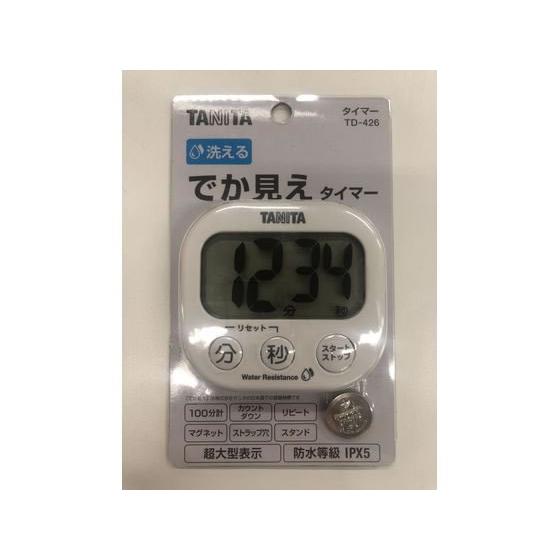 TANITA
タイマー
TD-426
洗える
でか見え タイマー
TANITA
12 34
分 秒
リセット
分 秒 スタート
ストップ
Water Resistance
100分計 カウント
ダウン リピート
マグネット ストラップ穴 スタンド
超大型表示 防水等級 IPX5